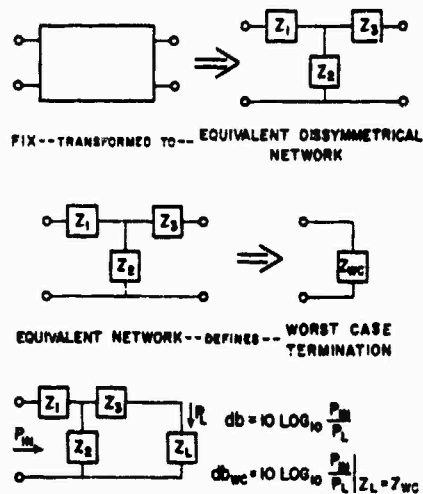 Z1 Z3
Z2
FIX--TRANSFORMED TO-- EQUIVALENT DISSYMMETRICAL
NETWORK
Z1 Z3
Z2
ZWC
EQUIVALENT NETWORK--DEFINES-- WORST CASE
TERMINATION
Z1 Z3
PIN Z2 PL ZL
db = 10 LOG10 PIN/PL
dbWC = 10 LOG10 PIN/PL | ZL = ZWC